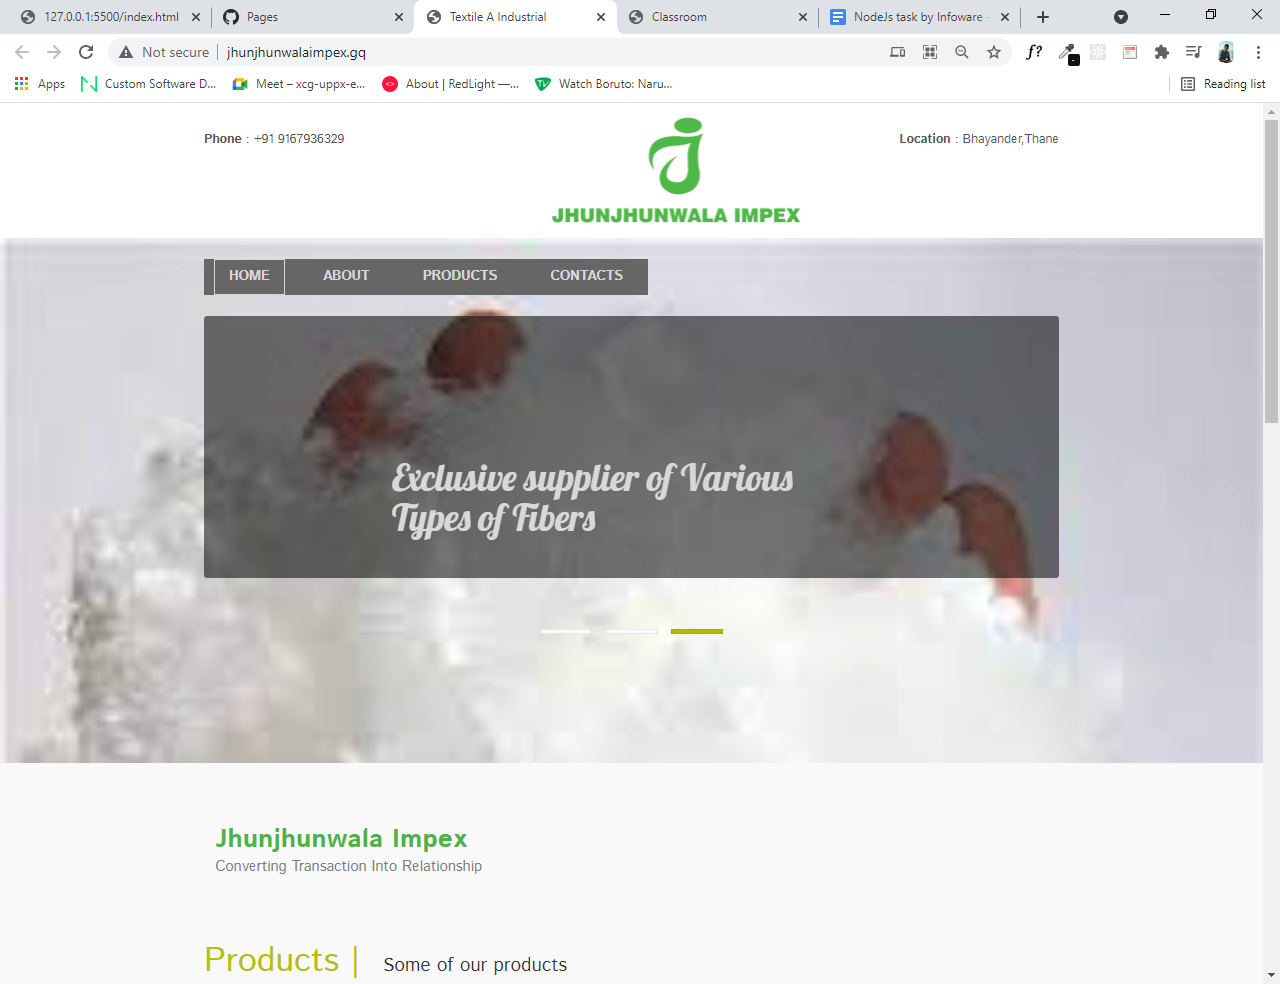 127.0.0.1:5500/index.html
Pages
Textile A Industrial
Classroom
NodeJs task by Infoware -
Not secure
jhunjhunwalaimpex.gq
f?
Apps
Custom Software D...
Meet – xcg-uppx-e...
About | RedLight —...
Watch Boruto: Naru...
Reading list
Phone : +91 9167936329
Location : Bhayander,Thane
JHUNJHUNWALA IMPEX
HOME
ABOUT
PRODUCTS
CONTACTS
Exclusive supplier of Various
Types of Fibers
Jhunjhunwala Impex
Converting Transaction Into Relationship
Products |
Some of our products